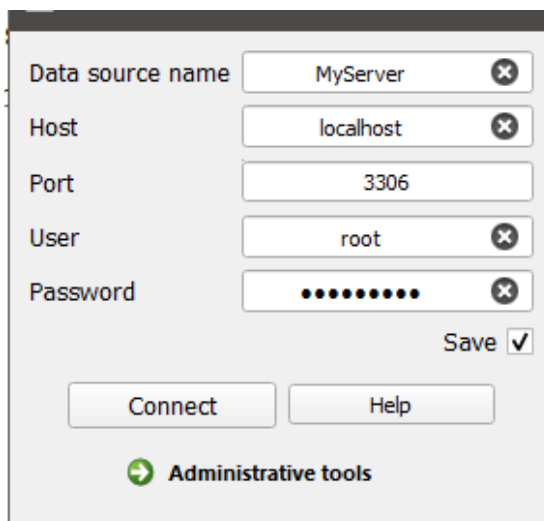 Data source name MyServer
Host localhost
Port 3306
User root
Password •••••••••
Save
Connect Help
Administrative tools